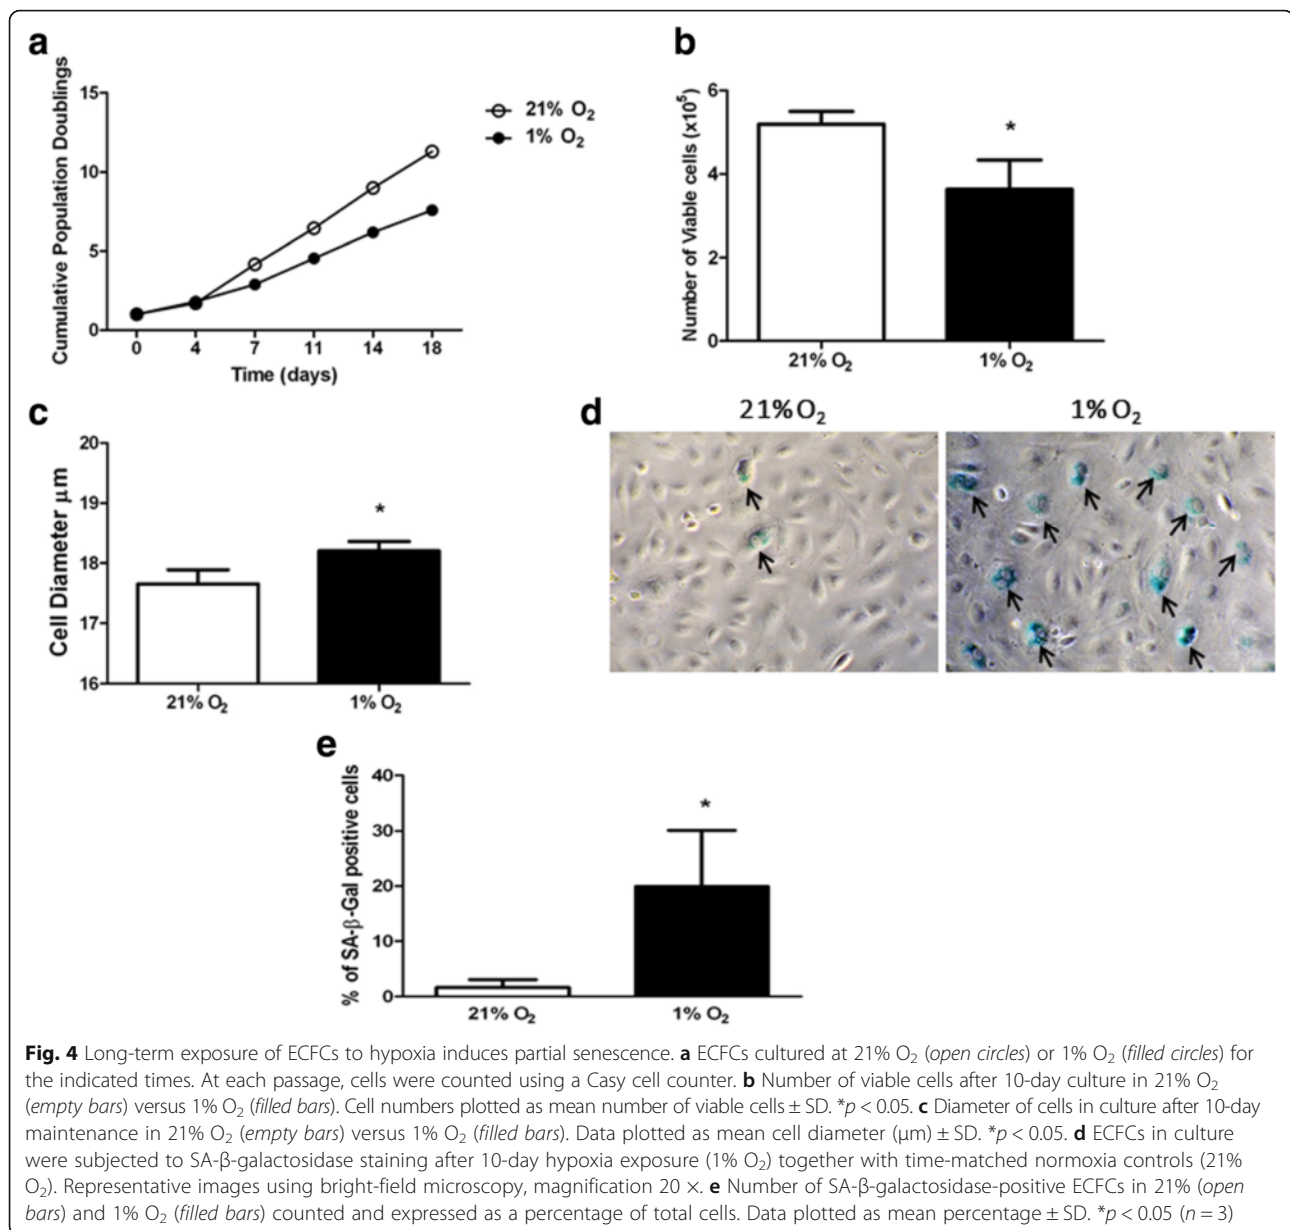 a
Cumulative Population Doublings
15
10
5
0
0 4 7 11 14 18
Time (days)
21% O₂
1% O₂
b
Number of Viable cells (x10⁵)
6
4
2
0
*
21% O₂ 1% O₂
c
Cell Diameter μm
20
19
18
17
16
*
21% O₂ 1% O₂
d
21%O₂ 1%O₂
e
% of SA-β-Gal positive cells
40
30
20
10
0
*
21% O₂ 1% O₂
Fig. 4 Long-term exposure of ECFCs to hypoxia induces partial senescence. a ECFCs cultured at 21% O₂ (open circles) or 1% O₂ (filled circles) for
the indicated times. At each passage, cells were counted using a Casy cell counter. b Number of viable cells after 10-day culture in 21% O₂
(empty bars) versus 1% O₂ (filled bars). Cell numbers plotted as mean number of viable cells ± SD. *p < 0.05. c Diameter of cells in culture after 10-day
maintenance in 21% O₂ (empty bars) versus 1% O₂ (filled bars). Data plotted as mean cell diameter (μm) ± SD. *p < 0.05. d ECFCs in culture
were subjected to SA-β-galactosidase staining after 10-day hypoxia exposure (1% O₂) together with time-matched normoxia controls (21%
O₂). Representative images using bright-field microscopy, magnification 20 ×. e Number of SA-β-galactosidase-positive ECFCs in 21% (open
bars) and 1% O₂ (filled bars) counted and expressed as a percentage of total cells. Data plotted as mean percentage ± SD. *p < 0.05 (n = 3)